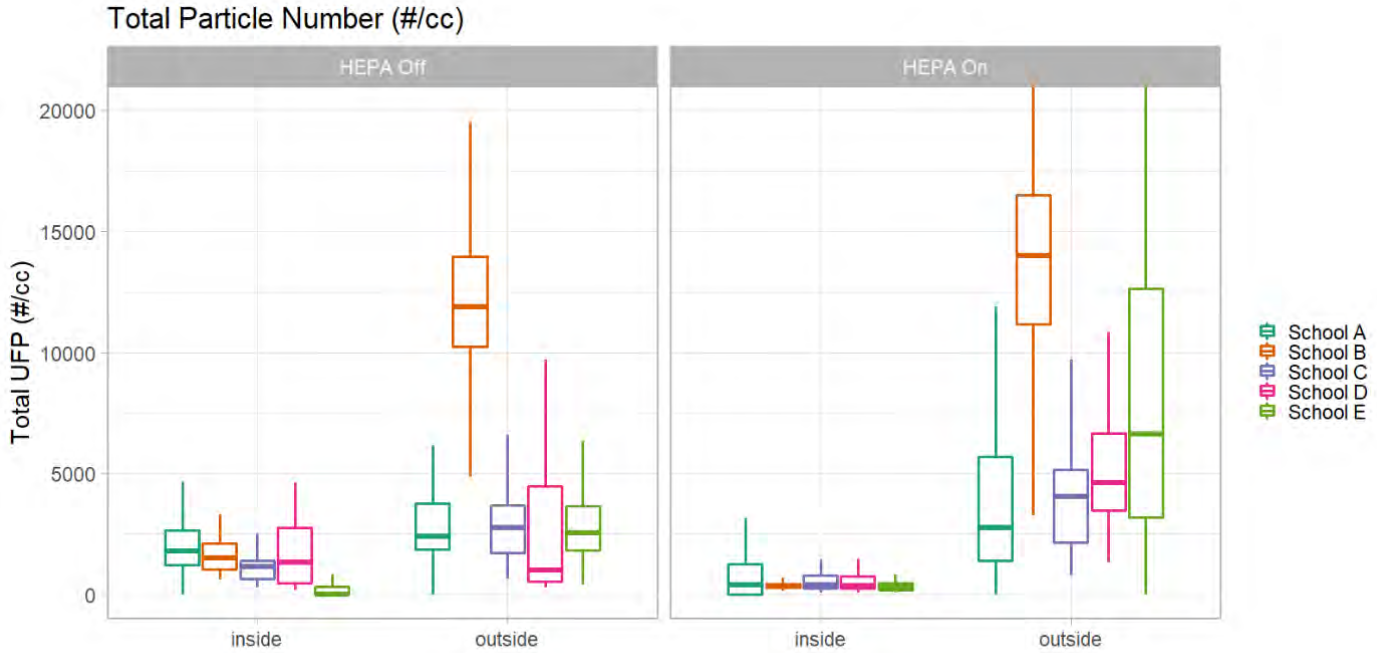 Total Particle Number (#/cc)
HEPA Off
HEPA On
Total UFP (#/cc)
20000
15000
10000
5000
0
inside
outside
inside
outside
School A
School B
School C
School D
School E